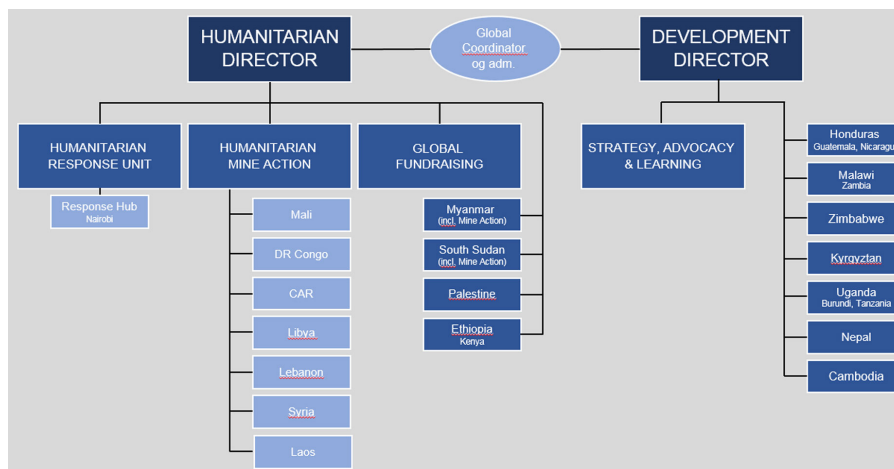 HUMANITARIAN
DIRECTOR
Global
Coordinator
og adm.
DEVELOPMENT
DIRECTOR
HUMANITARIAN
RESPONSE UNIT
HUMANITARIAN
MINE ACTION
GLOBAL
FUNDRAISING
STRATEGY, ADVOCACY
& LEARNING
Response Hub
Nairobi
Mali
DR Congo
CAR
Libya
Lebanon
Syria
Laos
Myanmar
(incl. Mine Action)
South Sudan
(incl. Mine Action)
Palestine
Ethiopia
Kenya
Honduras
Guatemala, Nicaragu
Malawi
Zambia
Zimbabwe
Kyrgyztan
Uganda
Burundi, Tanzania
Nepal
Cambodia